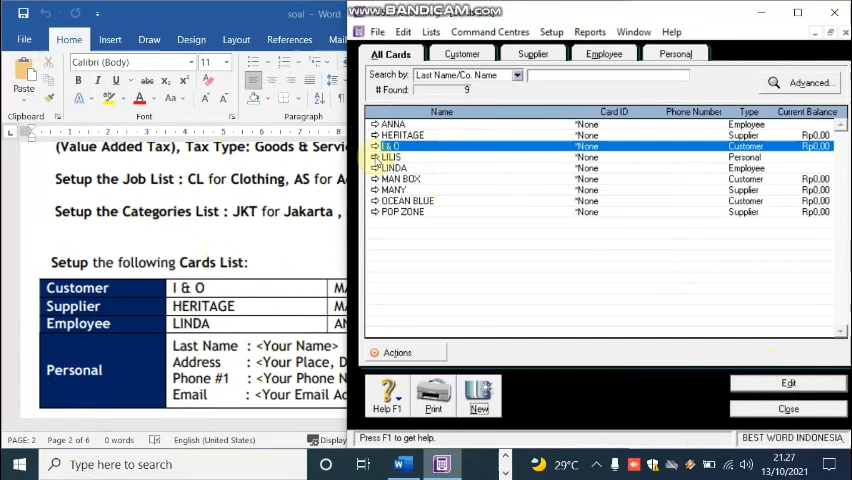 soal - Word
WWW.BANDICAM.COM
File Home Draw Design Layout References Ma
File Edit Lists Command Centres Setup Reports Window Help
Calibri (Body) 11
Paste
Clipboard Font Paragraph
All Cards Customer Supplier Employee Personal
Search by: Last Name/Co. Name
# Found: 9
Advanced...
Name Card ID Phone Number Type Current Balance
ANNA *None Employee
HERITAGE *None Supplier Rp0,00
I & O *None Customer Rp0,00
LILIS *None Personal
LINDA *None Employee
MAN BOX *None Customer Rp0,00
MANY *None Supplier Rp0,00
OCEAN BLUE *None Customer Rp0,00
POP ZONE *None Supplier Rp0,00
Actions
Edit
Help F1 Print New Close
Press F1 to get help. BEST WORD INDONESIA
(Value Added Tax), Tax Type: Goods & Servic
Setup the Job List : CL for Clothing, AS for A
Setup the Categories List : JKT for Jakarta ,
Setup the following Cards List:
Customer I & O MA
Supplier HERITAGE MA
Employee LINDA AN
Personal
Last Name : <Your Name>
Address : <Your Place, D
Phone #1 : <Your Phone N
Email : <Your Email Ad
Page: 2 Page 2 of 6 0 words English (United States) Display
Type here to search 29°C 21.27
13/10/2021